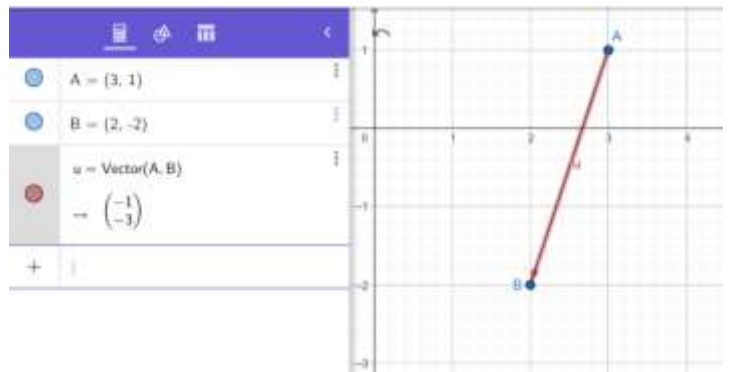 A = (3, 1)
B = (2, -2)
u = Vector(A, B)
→ (-1
-3)
+
A
1
0 1 2 3 4
u
-1
B
-2
-3